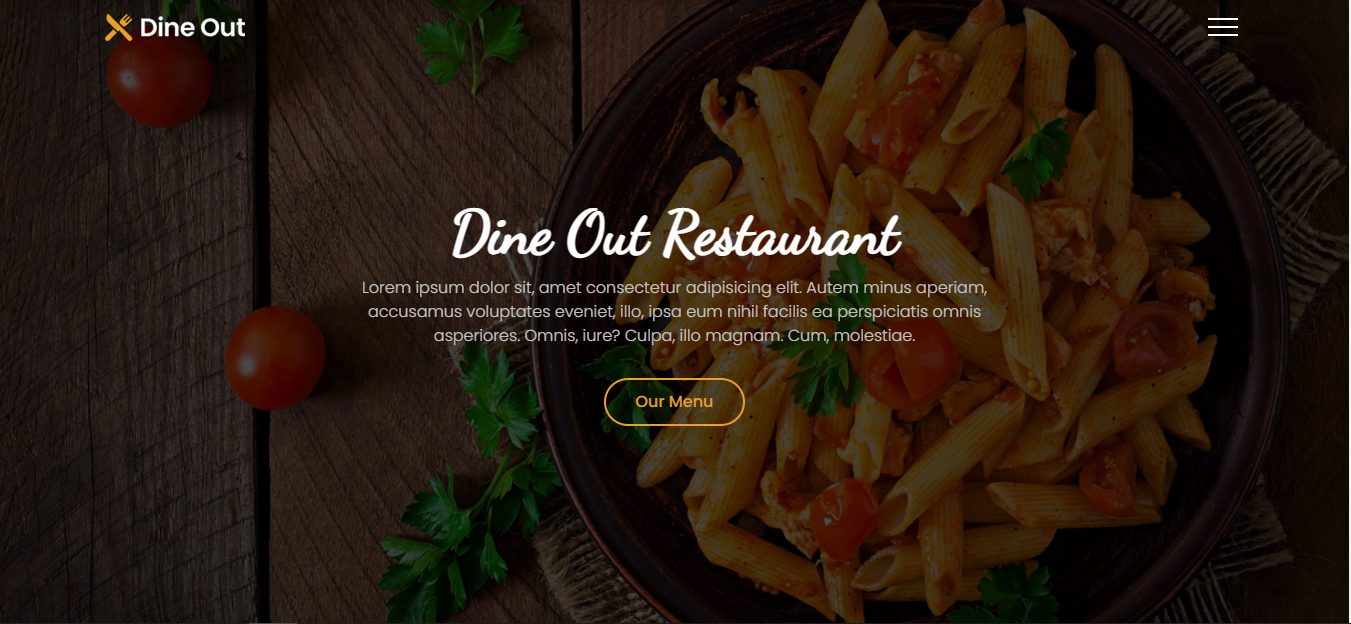 Dine Out
Dine Out Restaurant
Lorem ipsum dolor sit, amet consectetur adipisicing elit. Autem minus aperiam,
accusamus voluptates eveniet, illo, ipsa eum nihil facilis ea perspiciatis omnis
asperiores. Omnis, iure? Culpa, illo magnam. Cum, molestiae.
Our Menu